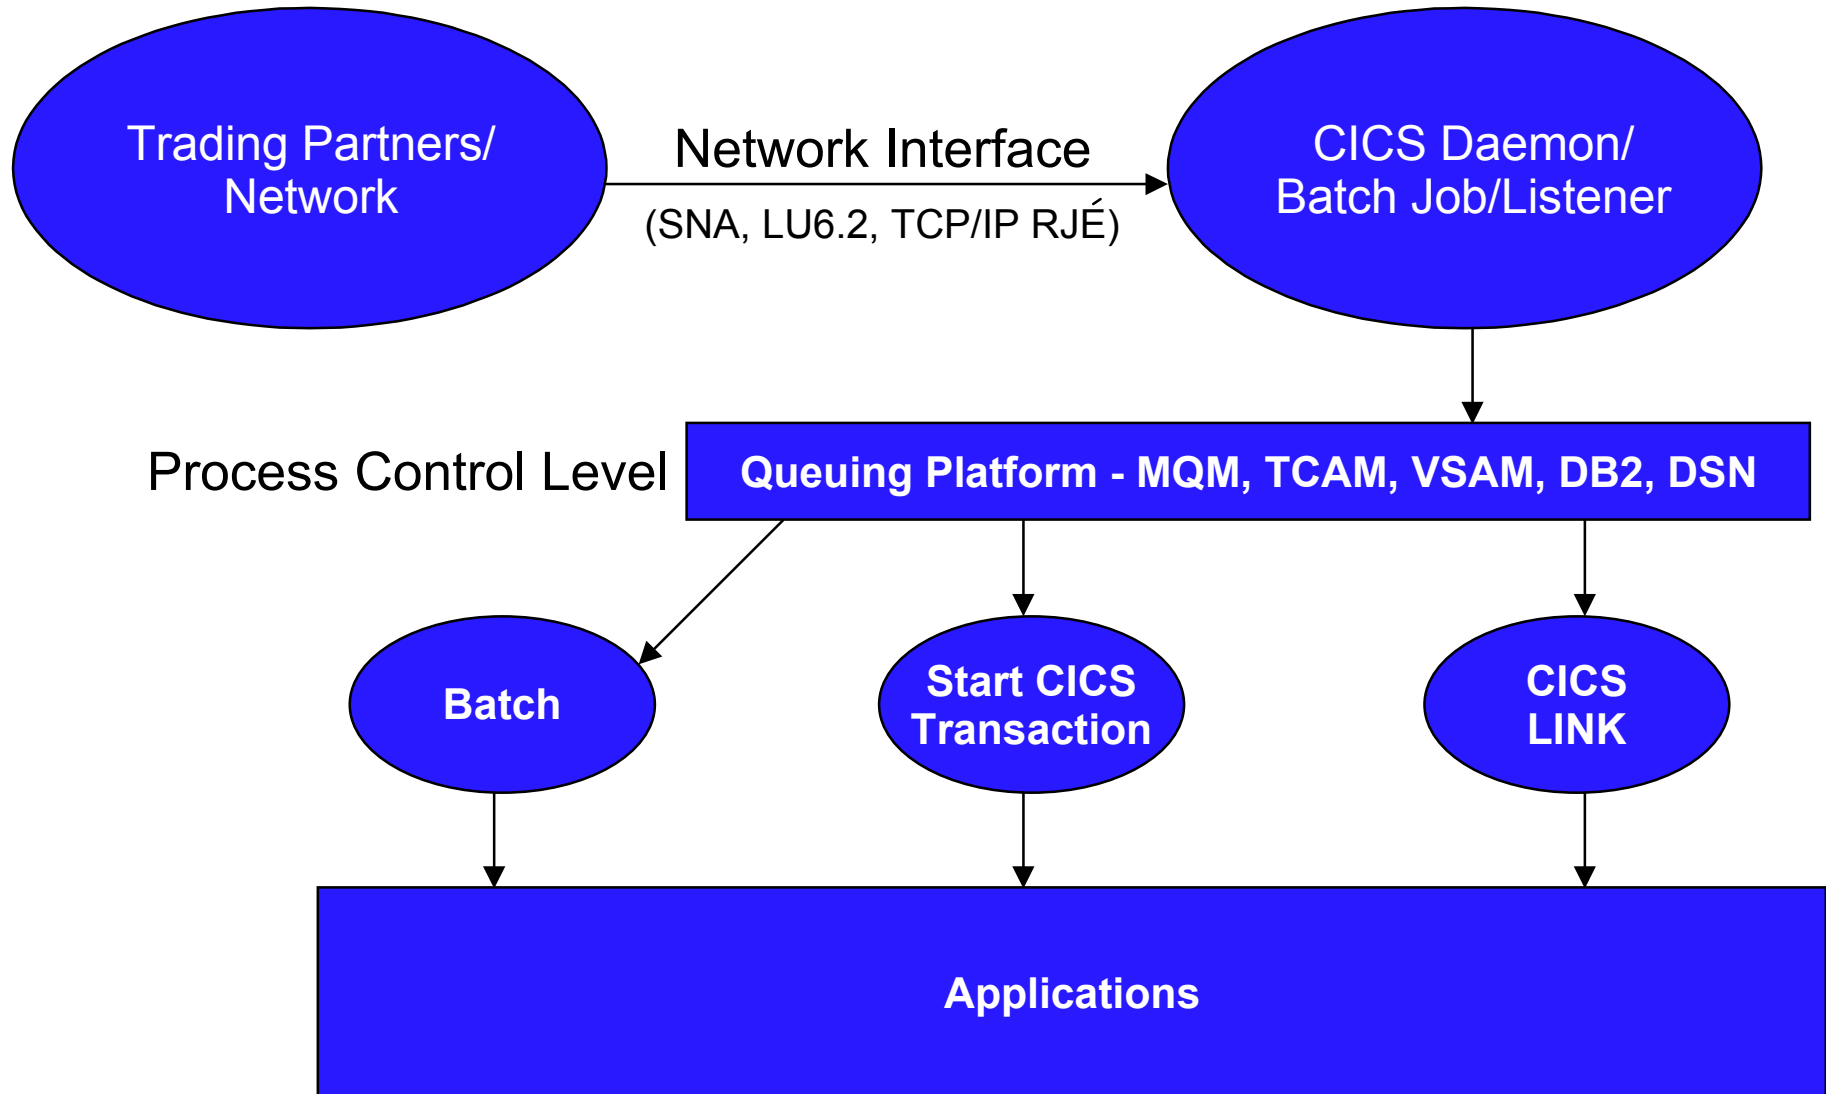 Trading Partners/
Network
Network Interface
(SNA, LU6.2, TCP/IP RJÉ)
CICS Daemon/
Batch Job/Listener
Process Control Level
Queuing Platform - MQM, TCAM, VSAM, DB2, DSN
Batch
Start CICS
Transaction
CICS
LINK
Applications